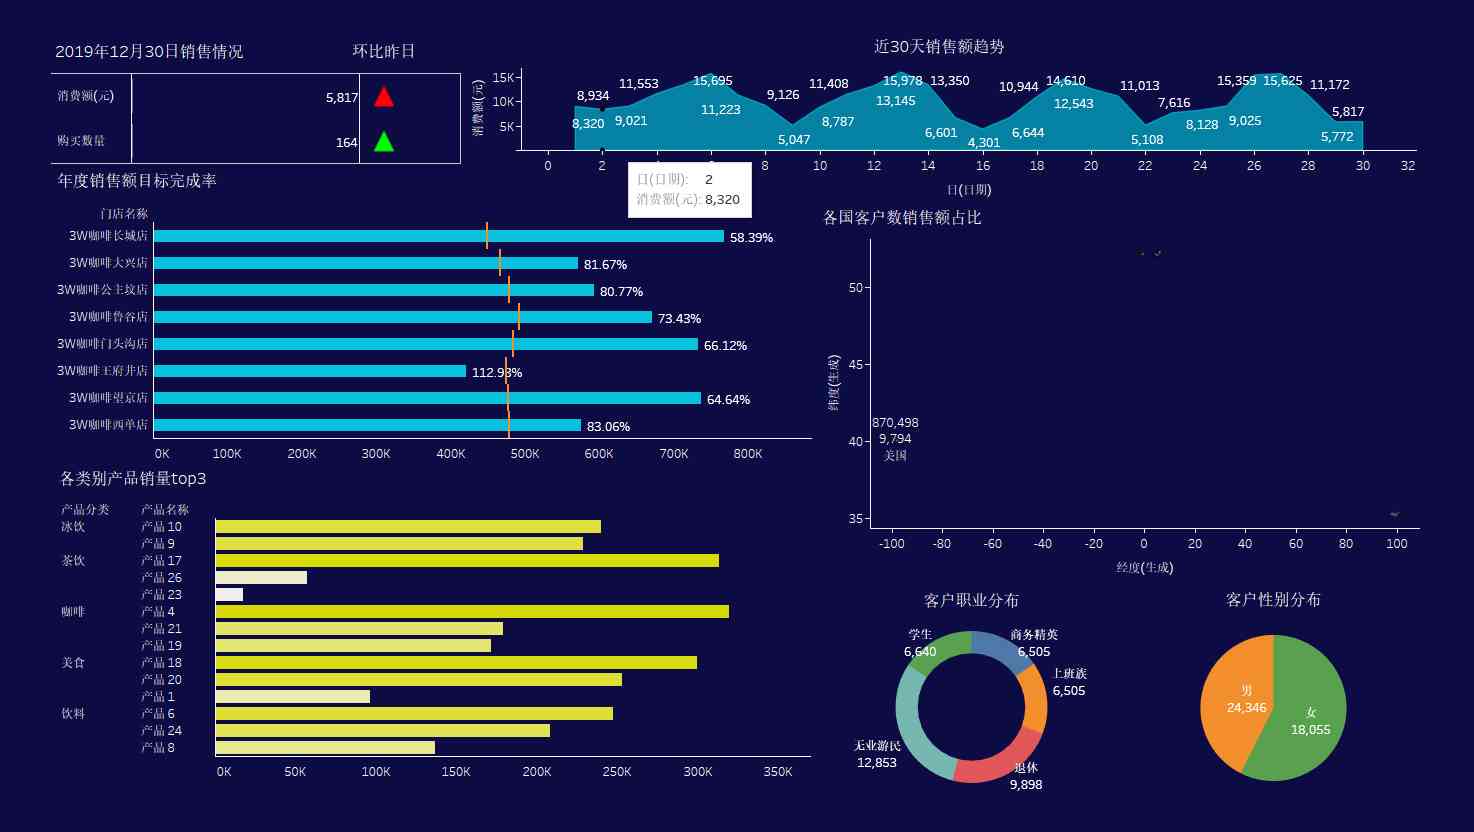 2019年12月30日销售情况 环比昨日
消费额(元) 5,817
购买数量 164
近30天销售额趋势
消费额(元)
15K
10K
5K
8,934 11,553 15,695 9,126 11,408 15,978 13,350 10,944 14,610 11,013 7,616 15,359 15,625 11,172 5,817
8,320 9,021 11,223 5,047 8,787 13,145 6,601 4,301 6,644 12,543 5,108 8,128 9,025 5,772
0 2 4 6 8 10 12 14 16 18 20 22 24 26 28 30 32
日(日期)
日(日期): 2
消费额(元): 8,320
年度销售额目标完成率
门店名称
3W咖啡长城店 58.39%
3W咖啡大兴店 81.67%
3W咖啡公主坟店 80.77%
3W咖啡鲁谷店 73.43%
3W咖啡门头沟店 66.12%
3W咖啡王府井店 112.93%
3W咖啡望京店 64.64%
3W咖啡西单店 83.06%
0K 100K 200K 300K 400K 500K 600K 700K 800K
各国客户数销售额占比
纬度(生成)
50
45
40
35
870,498
9,794
美国
-100 -80 -60 -40 -20 0 20 40 60 80 100
经度(生成)
各类别产品销量top3
产品分类 产品名称
冰饮 产品 10
产品 9
茶饮 产品 17
产品 26
产品 23
咖啡 产品 4
产品 21
产品 19
美食 产品 18
产品 20
产品 1
饮料 产品 6
产品 24
产品 8
0K 50K 100K 150K 200K 250K 300K 350K
客户职业分布
学生
6,640
商务精英
6,505
上班族
6,505
无业游民
12,853
退休
9,898
客户性别分布
男
24,346
女
18,055